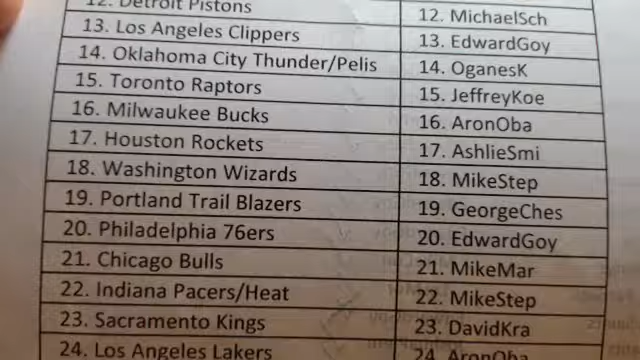 12. Detroit Pistons 12. MichaelSch
13. Los Angeles Clippers 13. EdwardGoy
14. Oklahoma City Thunder/Pelis 14. OganesK
15. Toronto Raptors 15. JeffreyKoe
16. Milwaukee Bucks 16. AronOba
17. Houston Rockets 17. AshlieSmi
18. Washington Wizards 18. MikeStep
19. Portland Trail Blazers 19. GeorgeChes
20. Philadelphia 76ers 20. EdwardGoy
21. Chicago Bulls 21. MikeMar
22. Indiana Pacers/Heat 22. MikeStep
23. Sacramento Kings 23. DavidKra
24. Los Angeles Lakers 24. AronOba